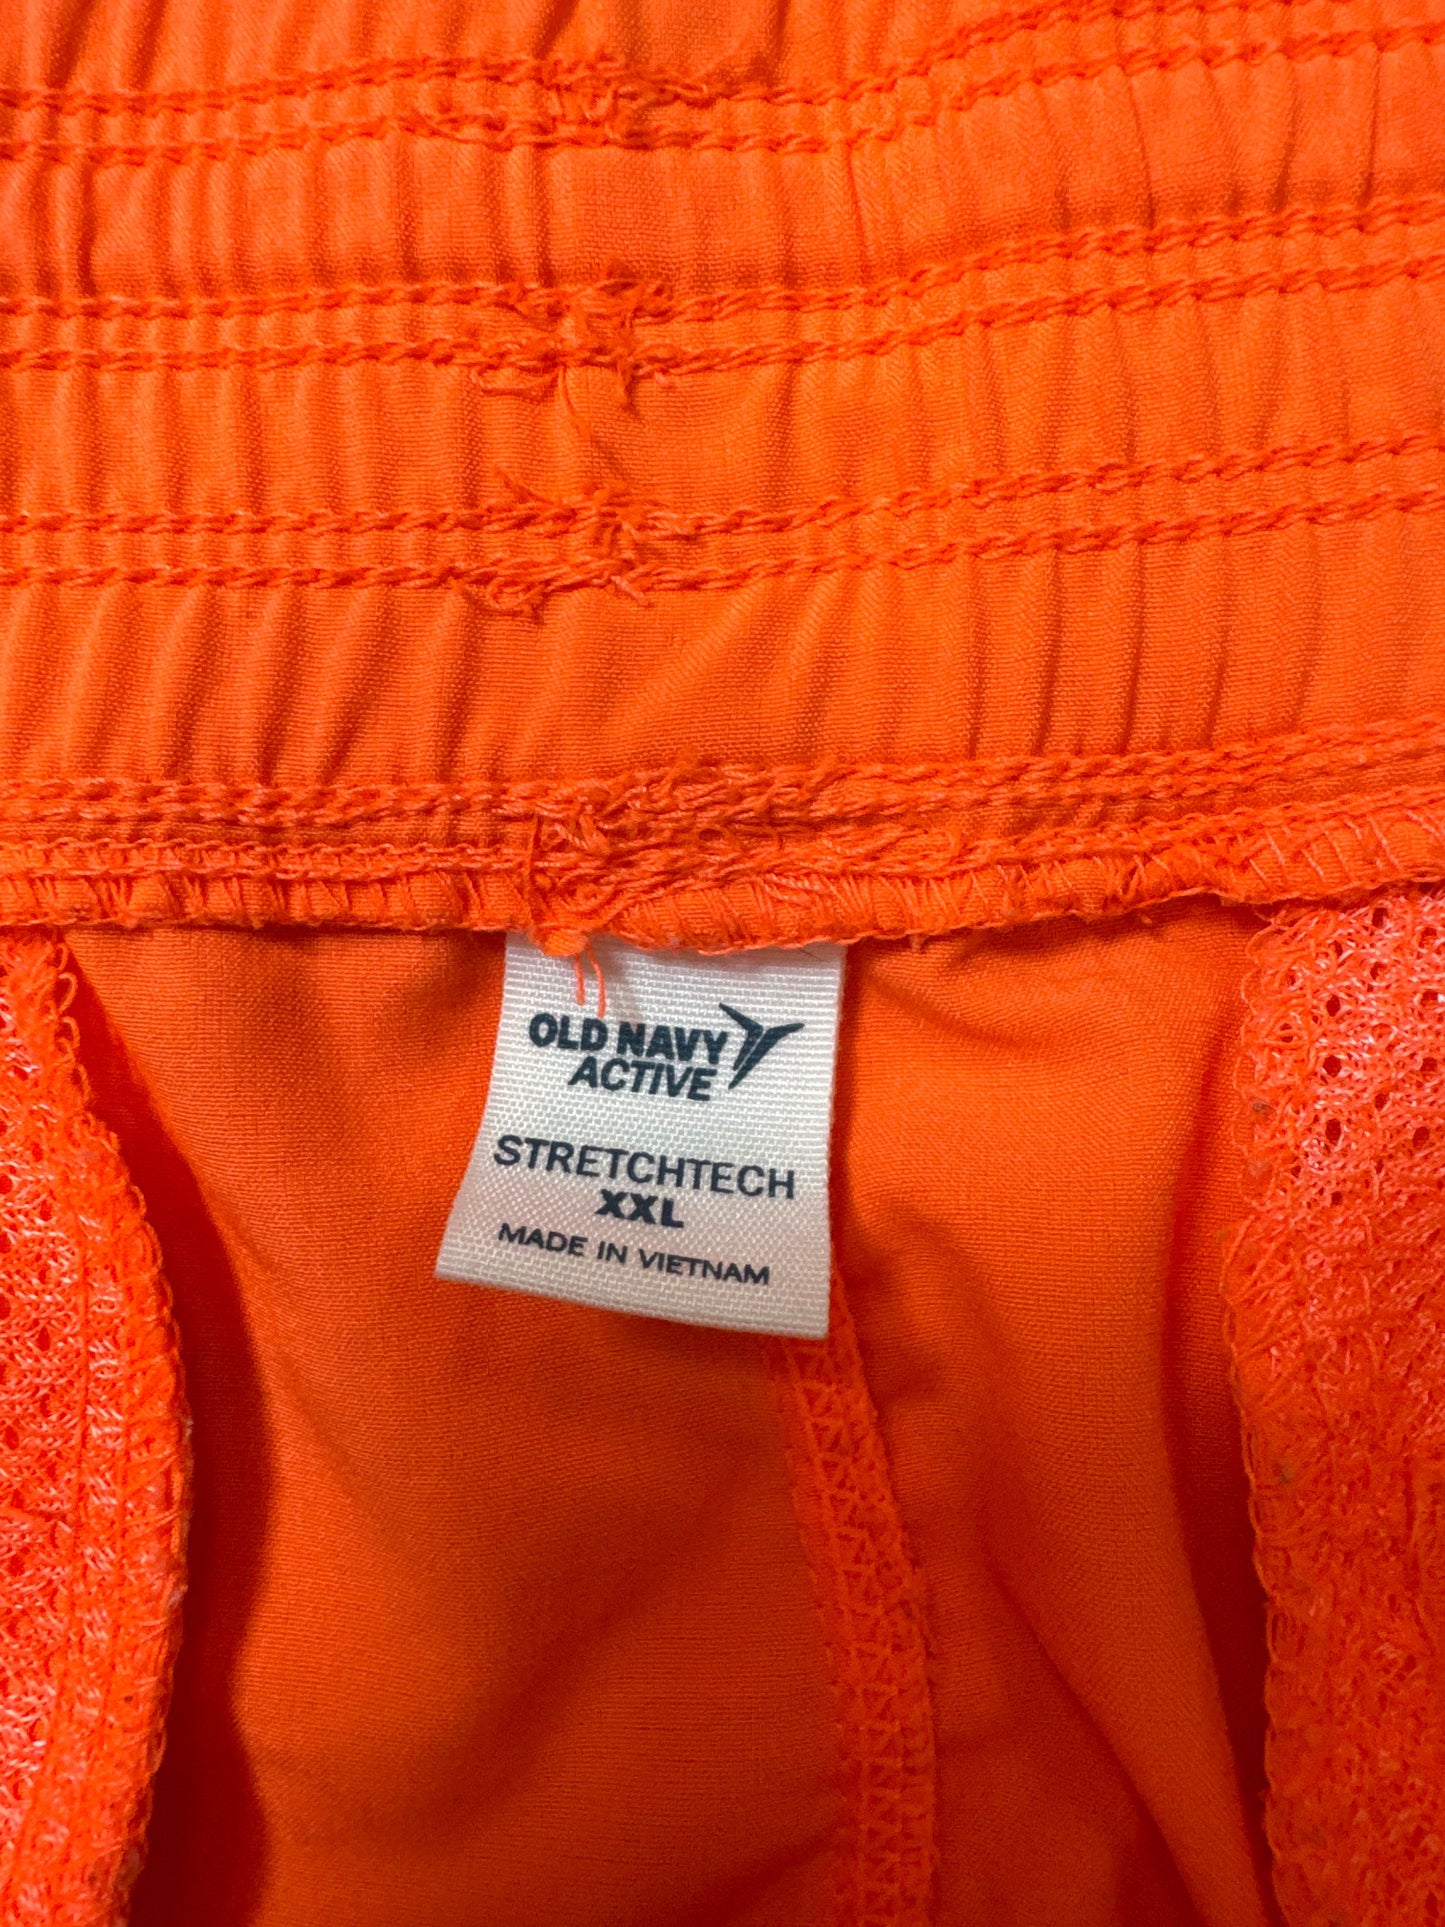 OLD NAVY
ACTIVE
STRETCHTECH
XXL
MADE IN VIETNAM